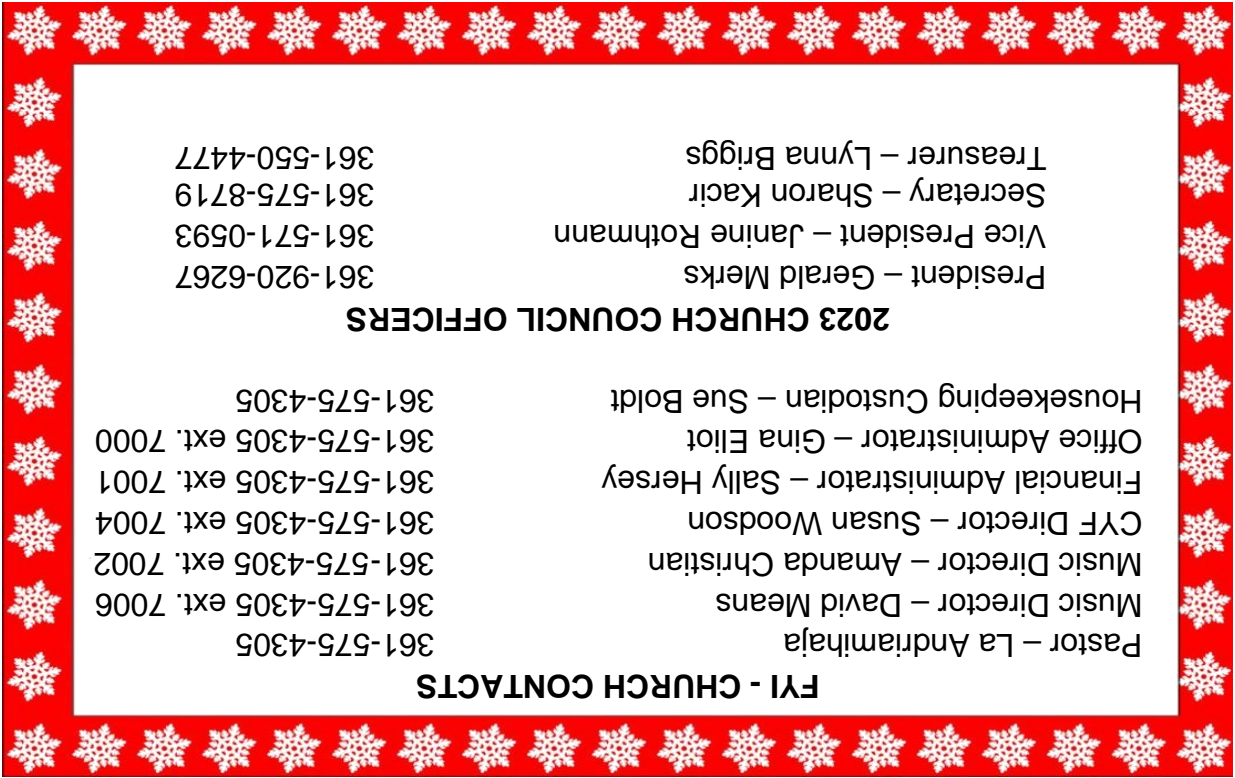 FYI - CHURCH CONTACTS
Pastor – La Andriamihaja 361-575-4305
Music Director – David Means 361-575-4305 ext. 7006
Music Director – Amanda Christian 361-575-4305 ext. 7002
CYF Director – Susan Woodson 361-575-4305 ext. 7004
Financial Administrator – Sally Hersey 361-575-4305 ext. 7001
Office Administrator – Gina Eliot 361-575-4305 ext. 7000
Housekeeping Custodian – Sue Boldt 361-575-4305
2023 CHURCH COUNCIL OFFICERS
President – Gerald Merks 361-920-6267
Vice President – Janine Rothmann 361-571-0593
Secretary – Sharon Kacir 361-575-8719
Treasurer – Lynna Briggs 361-550-4477